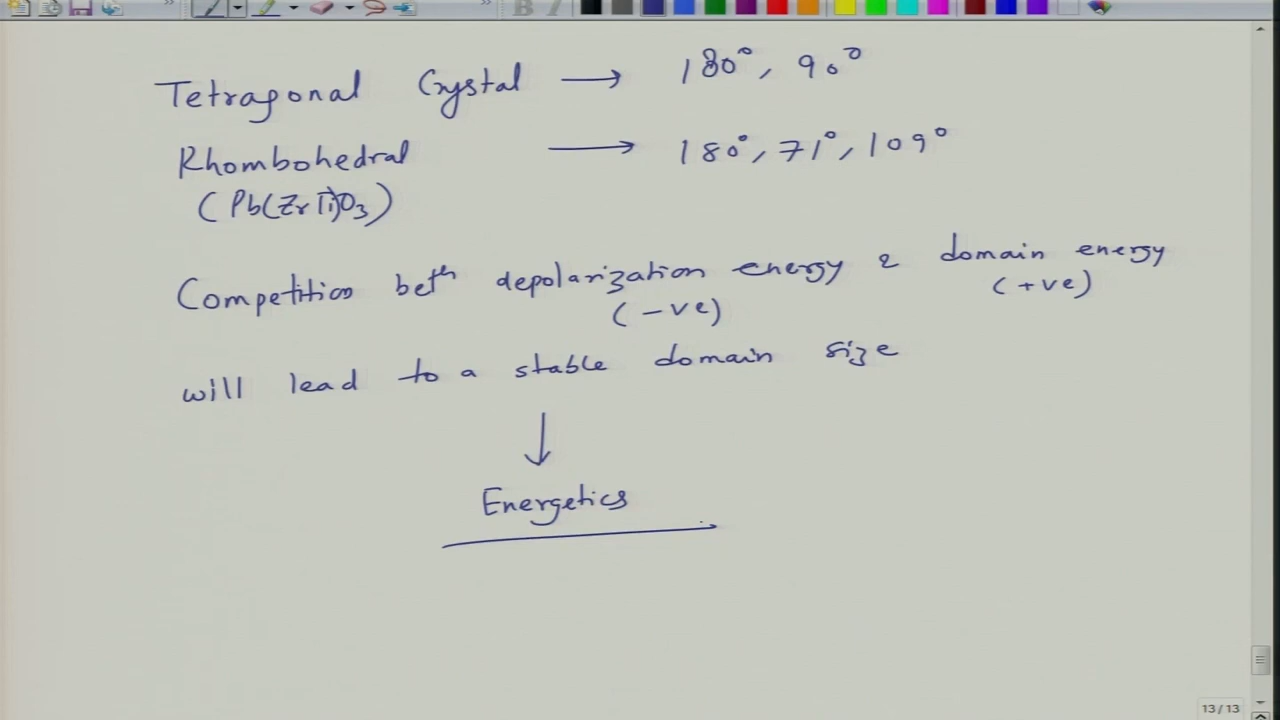 Tetragonal Crystal → 180°, 90°
Rhombohedral → 180°, 71°, 109°
(Pb(ZrTi)O3)
Competition betn depolarization energy & domain energy
(-ve) (+ve)
will lead to a stable domain size
↓
Energetics
13/13